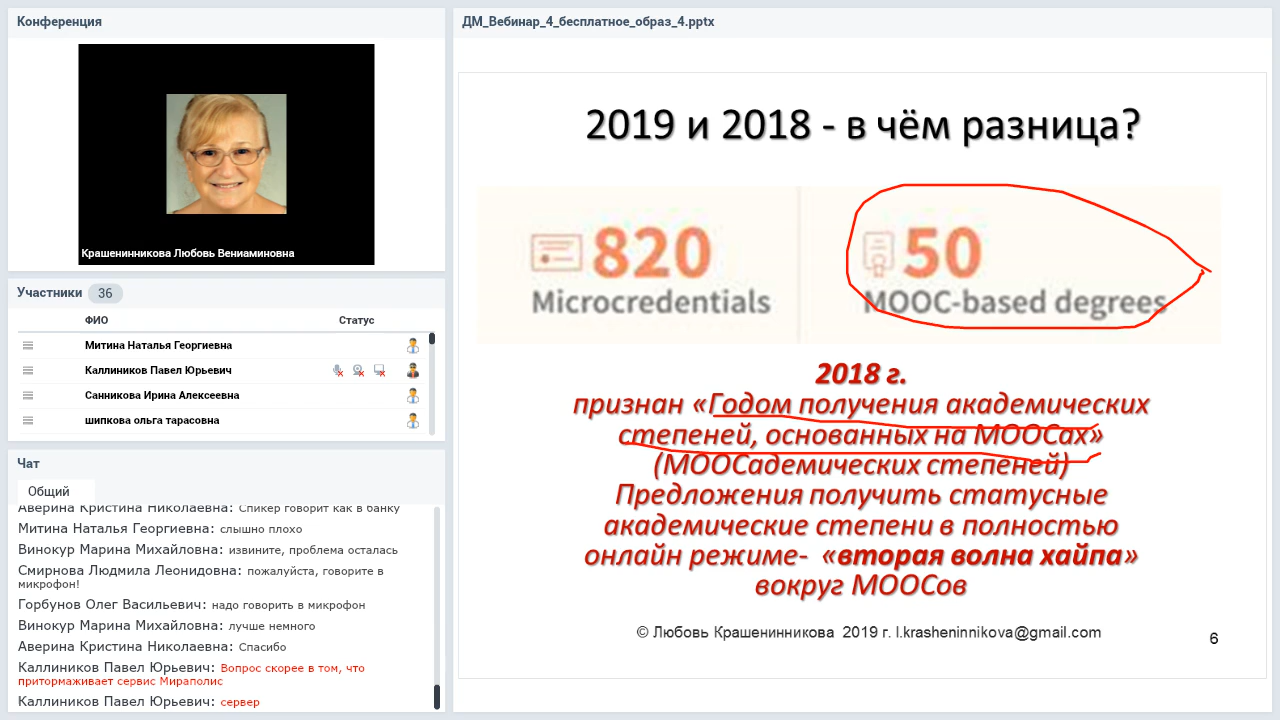 Конференция
Крашенинникова Любовь Вениаминовна
Участники 36
ФИО Статус
Митина Наталья Георгиевна
Каллиников Павел Юрьевич
Санникова Ирина Алексеевна
шипкова ольга тарасовна
Чат
Общий
Аверина Кристина Николаевна: Спикер говорит как в банку
Митина Наталья Георгиевна: слышно плохо
Винокур Марина Михайловна: извините, проблема осталась
Смирнова Людмила Леонидовна: пожалуйста, говорите в
микрофон!
Горбунов Олег Васильевич: надо говорить в микрофон
Винокур Марина Михайловна: лучше немного
Аверина Кристина Николаевна: Спасибо
Каллиников Павел Юрьевич: Вопрос скорее в том, что
притормаживает сервис Мираполис
Каллиников Павел Юрьевич: сервер
ДМ_Вебинар_4_бесплатное_образ_4.pptx
2019 и 2018 - в чём разница?
820
Microcredentials
50
MOOC-based degrees
2018 г.
признан «Годом получения академических
степеней, основанных на МООСах»
(МООСадемических степеней)
Предложения получить статусные
академические степени в полностью
онлайн режиме- «вторая волна хайпа»
вокруг МООСов
© Любовь Крашенинникова 2019 г. l.krasheninnikova@gmail.com
6